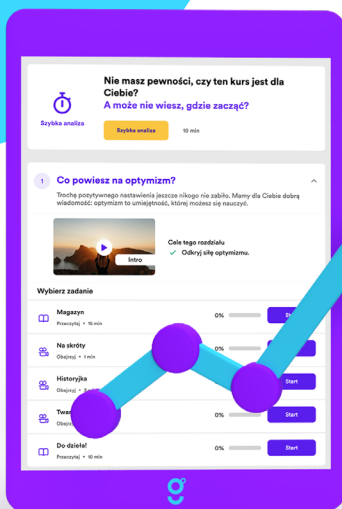 Nie masz pewności, czy ten kurs jest dla
Ciebie?
A może nie wiesz, gdzie zacząć?
Szybka analiza
Szybka analiza
10 min
1
Co powiesz na optymizm?
Trochę pozytywnego nastawienia jeszcze nikogo nie zabiło. Mamy dla Ciebie dobrą
wiadomość: optymizm to umiejętność, której możesz się nauczyć.
Intro
Cele tego rozdziału
Odkryj siłę optymizmu.
Wybierz zadanie
Magazyn
Przeczytaj • 15 min
0%
Na skróty
Obejrzyj • 1 min
0%
Historyjka
Obejrzyj
0%
Start
0%
Start
Do dzieła!
Przeczytaj • 10 min
0%
Start
g